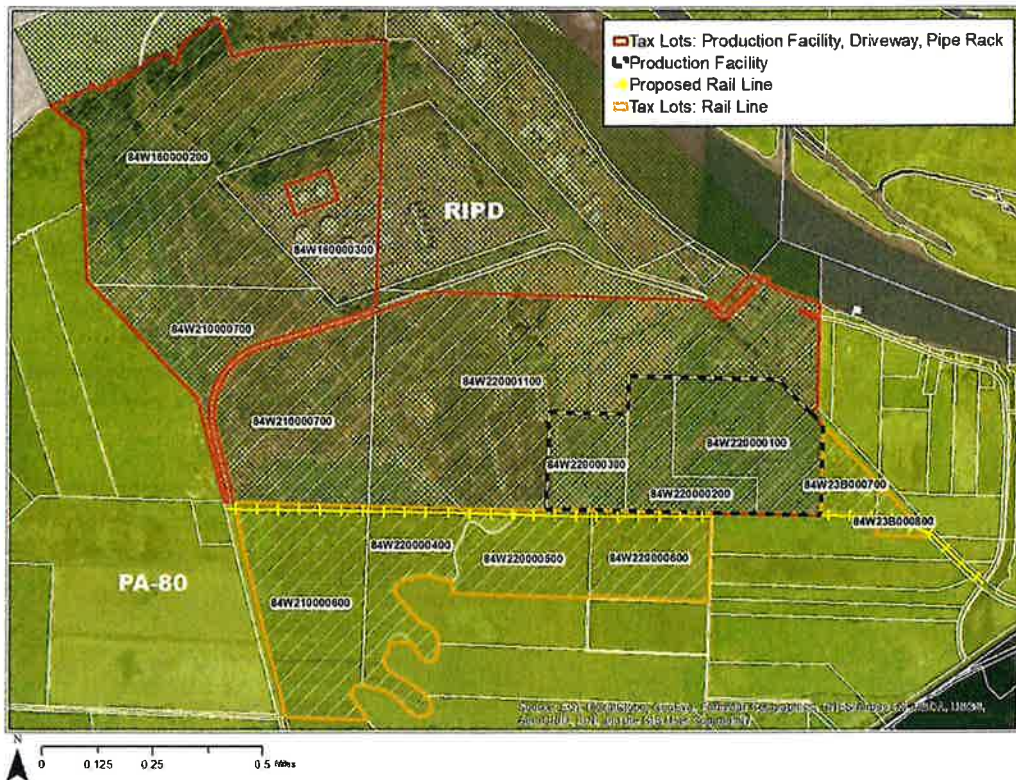 Tax Lots: Production Facility, Driveway, Pipe Rack
Production Facility
Proposed Rail Line
Tax Lots: Rail Line
84W160000200
RIPD
84W160000300
84W210000700
84W220001100
84W210000700
84W220000100
84W220000300
84W23B000700
84W220000200
84W23B000800
84W220000400
84W220000500
84W220000600
PA-80
84W210000600
N
0 0.125 0.25 0.5 Miles